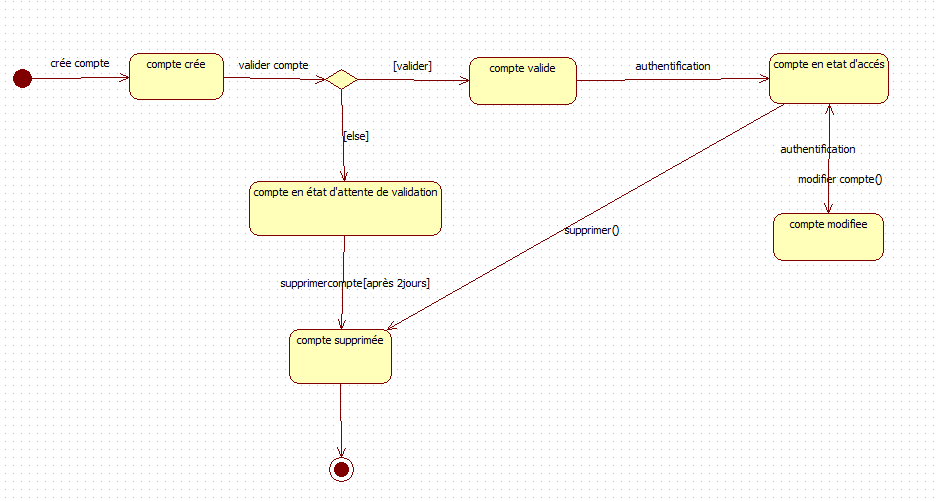 crée compte
compte crée
valider compte
[valider]
compte valide
authentification
compte en etat d'accés
[else]
authentification
modifier compte()
compte en état d'attente de validation
compte modifiee
supprimer()
supprimercompte[après 2jours]
compte supprimée